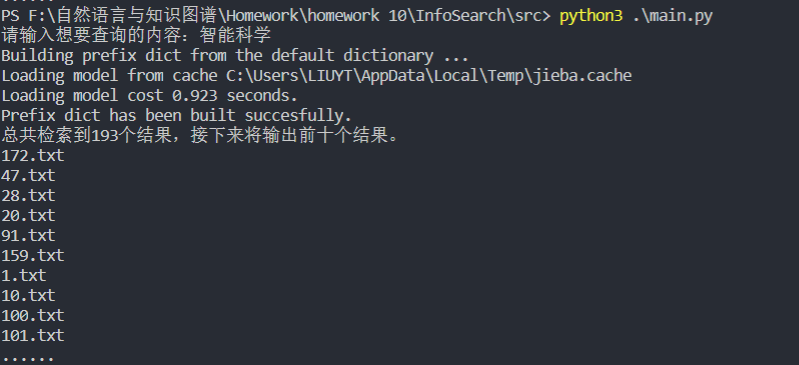 ......
PS F:\自然语言与知识图谱\Homework\homework 10\InfoSearch\src> python3 .\main.py
请输入想要查询的内容：智能科学
Building prefix dict from the default dictionary ...
Loading model from cache C:\Users\LIUYT\AppData\Local\Temp\jieba.cache
Loading model cost 0.923 seconds.
Prefix dict has been built succesfully.
总共检索到193个结果，接下来将输出前十个结果。
172.txt
47.txt
28.txt
20.txt
91.txt
159.txt
1.txt
10.txt
100.txt
101.txt
......